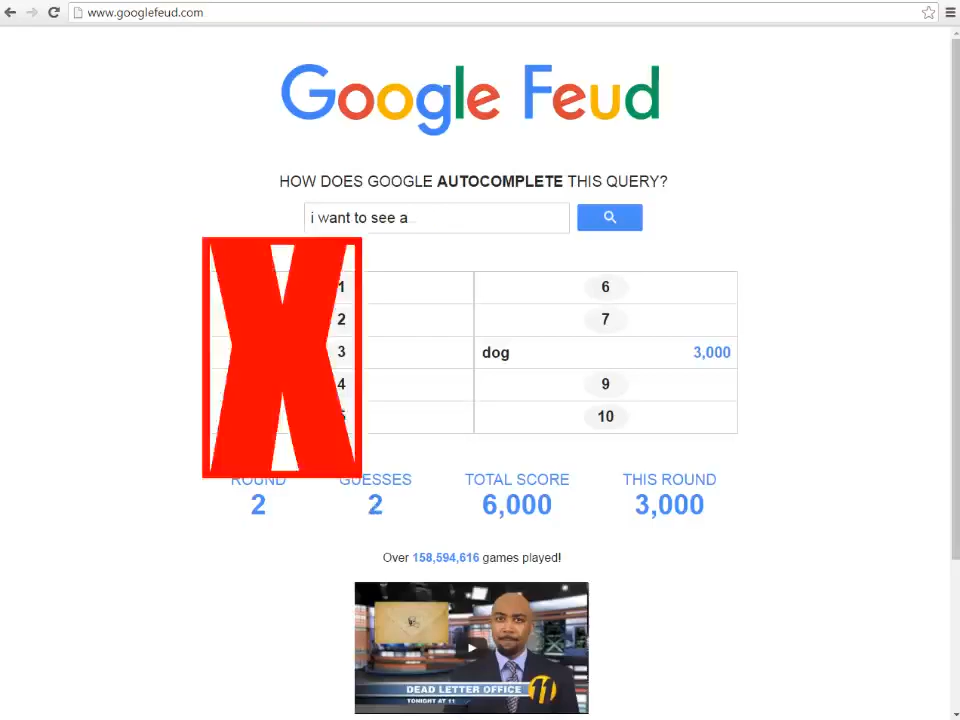 www.googlefeud.com
Google Feud
HOW DOES GOOGLE AUTOCOMPLETE THIS QUERY?
i want to see a
X
1 6
2 7
3 dog 3,000
4 9
10
ROUND GUESSES TOTAL SCORE THIS ROUND
2 2 6,000 3,000
Over 158,594,616 games played!
DEAD LETTER OFFICE
TONIGHT AT 11
11